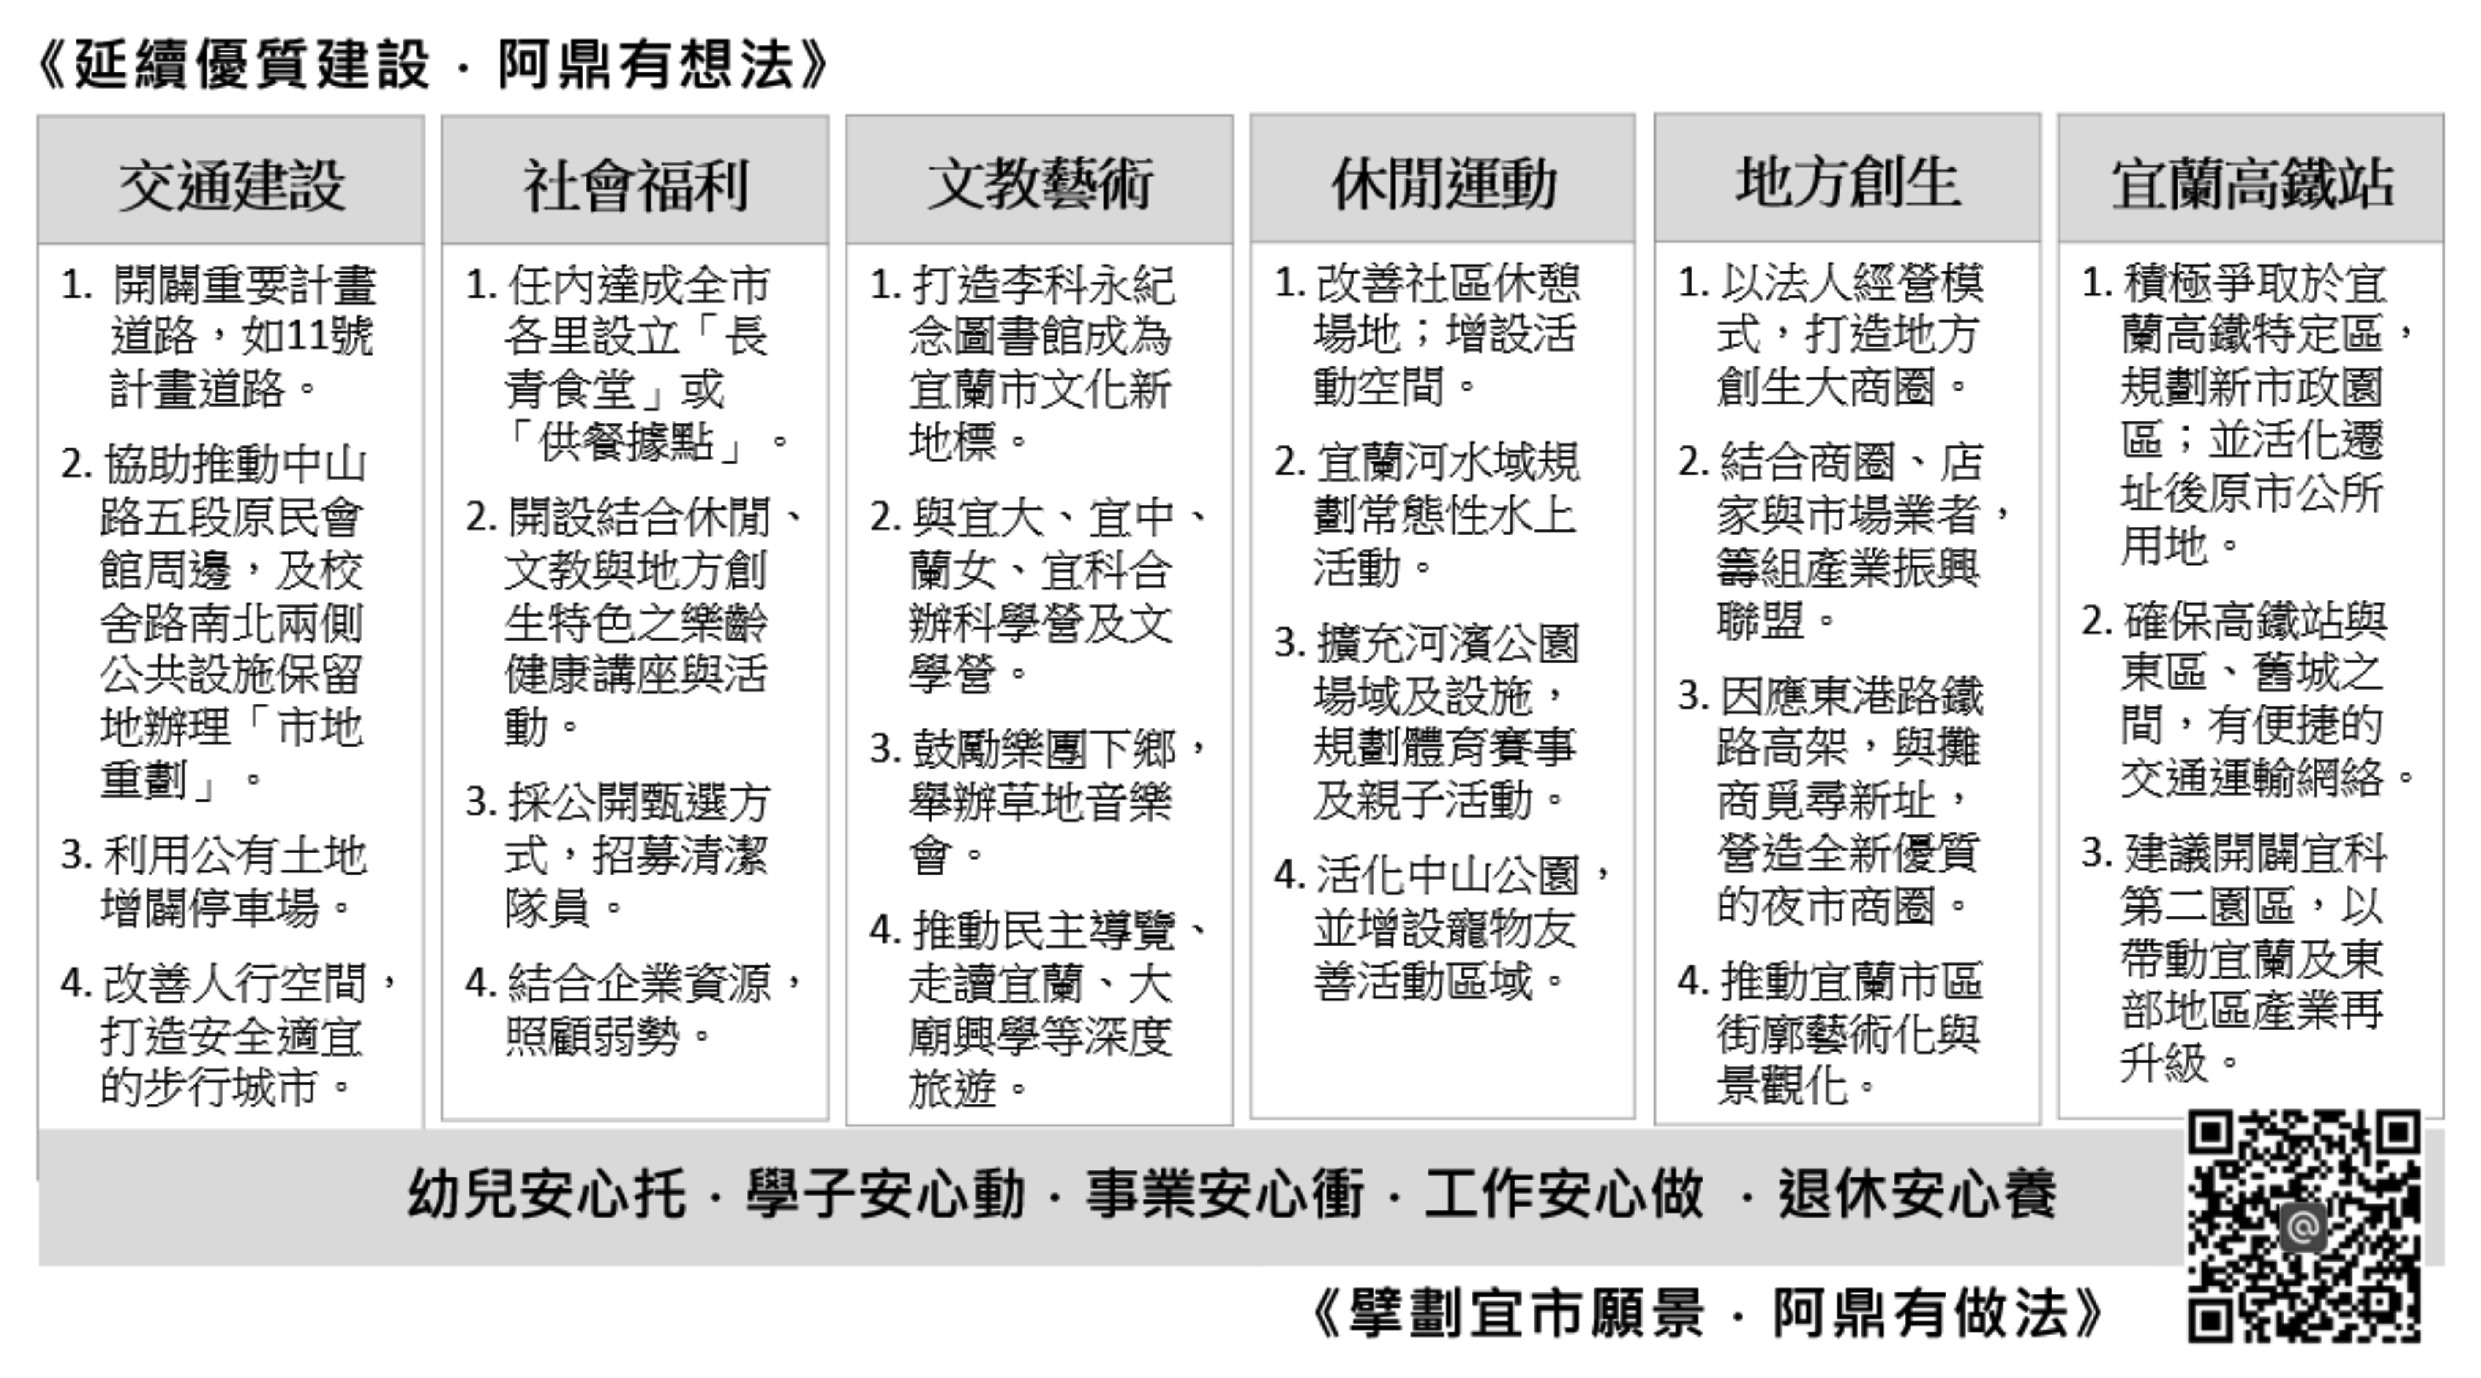 《延續優質建設．阿鼎有想法》
交通建設
1. 開闢重要計畫
道路，如11號
計畫道路。
2. 協助推動中山
路五段原民會
館周邊，及校
舍路南北兩側
公共設施保留
地辦理「市地
重劃」。
3. 利用公有土地
增闢停車場。
4. 改善人行空間，
打造安全適宜
的步行城市。
社會福利
1. 任內達成全市
各里設立「長
青食堂」或
「供餐據點」。
2. 開設結合休閒、
文教與地方創
生特色之樂齡
健康講座與活
動。
3. 採公開甄選方
式，招募清潔
隊員。
4. 結合企業資源，
照顧弱勢。
文教藝術
1. 打造李科永紀
念圖書館成為
宜蘭市文化新
地標。
2. 與宜大、宜中、
蘭女、宜科合
辦科學營及文
學營。
3. 鼓勵樂團下鄉，
舉辦草地音樂
會。
4. 推動民主導覽、
走讀宜蘭、大
廟興學等深度
旅遊。
休閒運動
1. 改善社區休憩
場地；增設活
動空間。
2. 宜蘭河水域規
劃常態性水上
活動。
3. 擴充河濱公園
場域及設施，
規劃體育賽事
及親子活動。
4. 活化中山公園，
並增設寵物友
善活動區域。
地方創生
1. 以法人經營模
式，打造地方
創生大商圈。
2. 結合商圈、店
家與市場業者，
籌組產業振興
聯盟。
3. 因應東港路鐵
路高架，與攤
商覓尋新址，
營造全新優質
的夜市商圈。
4. 推動宜蘭市區
街廓藝術化與
景觀化。
宜蘭高鐵站
1. 積極爭取於宜
蘭高鐵特定區，
規劃新市政園
區；並活化遷
址後原市公所
用地。
2. 確保高鐵站與
東區、舊城之
間，有便捷的
交通運輸網絡。
3. 建議開闢宜科
第二園區，以
帶動宜蘭及東
部地區產業再
升級。
幼兒安心托．學子安心動．事業安心衝．工作安心做．退休安心養
《擘劃宜市願景．阿鼎有做法》